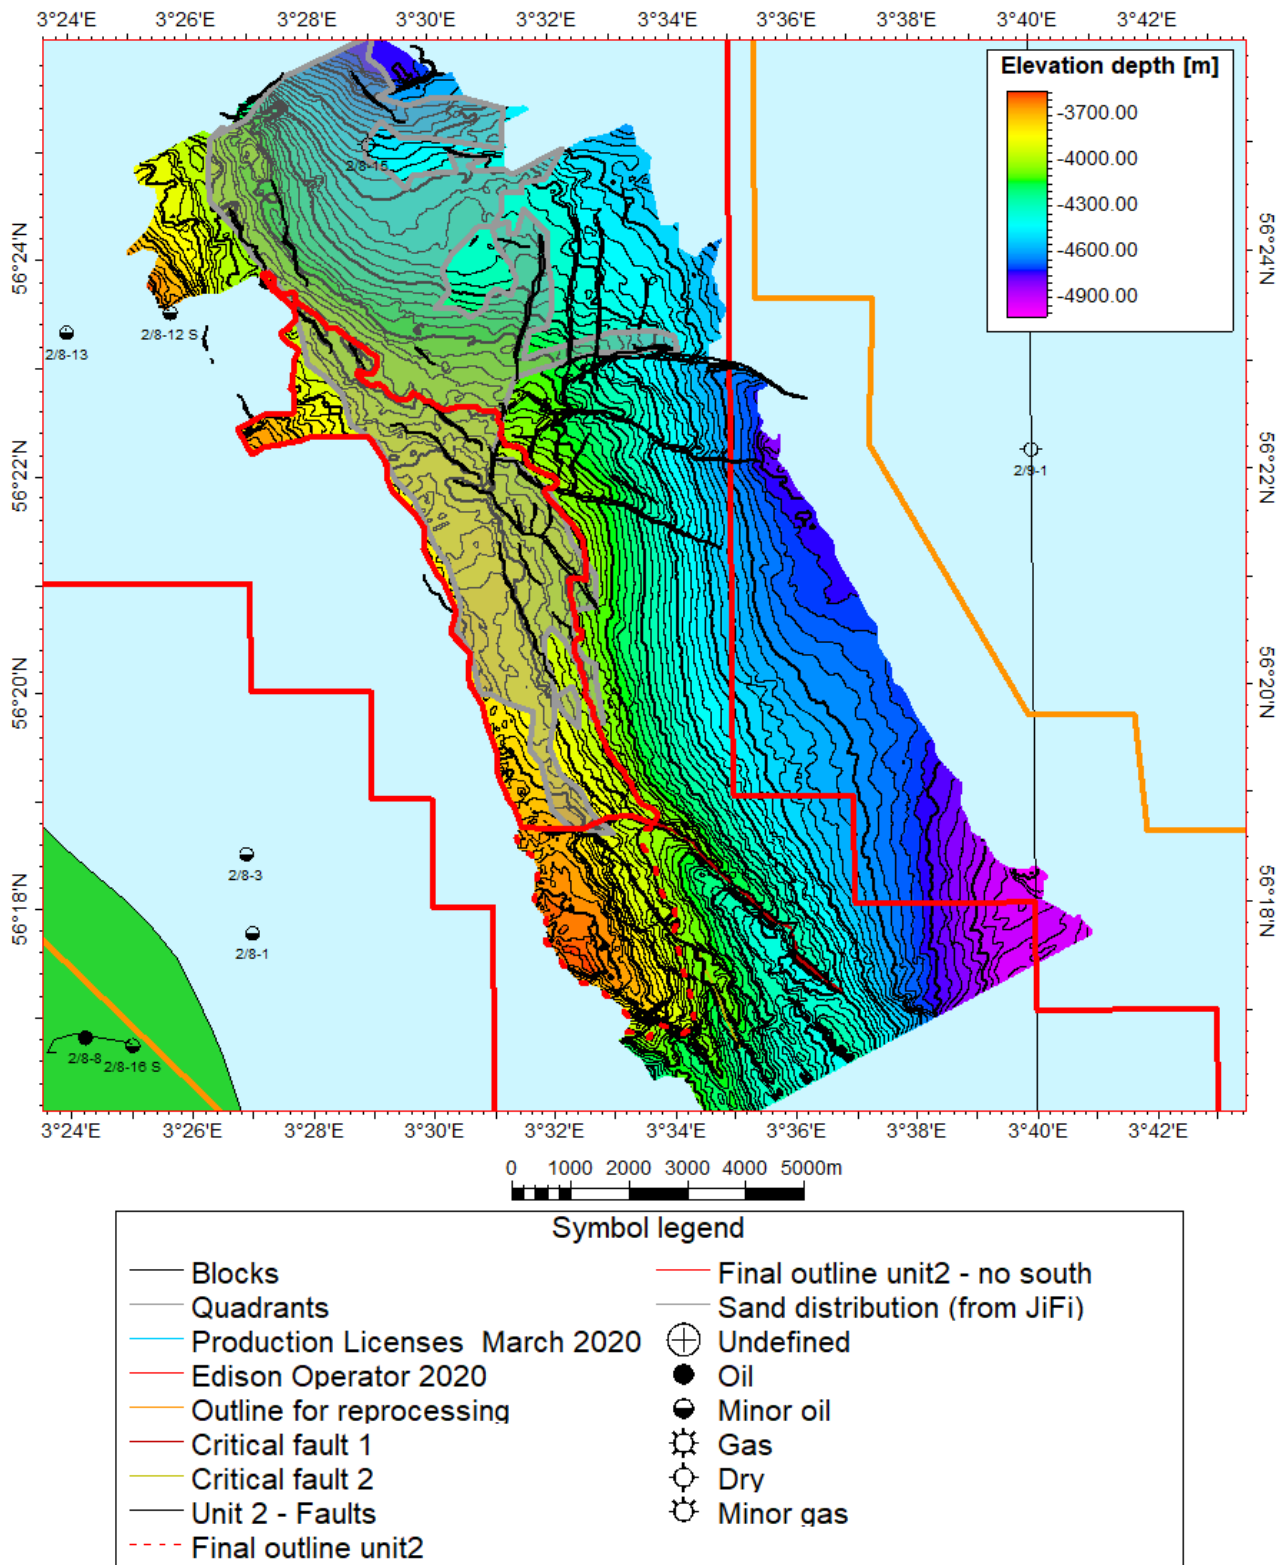 3°24'E 3°26'E 3°28'E 3°30'E 3°32'E 3°34'E 3°36'E 3°38'E 3°40'E 3°42'E
Elevation depth [m]
-3700.00
-4000.00
-4300.00
-4600.00
-4900.00
2/8-15
56°24'N
56°24'N
2/8-12 S
2/8-13
56°22'N
2/9-1
56°22'N
56°20'N
56°20'N
2/8-3
56°18'N
56°18'N
2/8-1
2/8-8
2/8-16 S
3°24'E 3°26'E 3°28'E 3°30'E 3°32'E 3°34'E 3°36'E 3°38'E 3°40'E 3°42'E
0 1000 2000 3000 4000 5000m
Symbol legend
Blocks
Quadrants
Production Licenses March 2020
Edison Operator 2020
Outline for reprocessing
Critical fault 1
Critical fault 2
Unit 2 - Faults
Final outline unit2
Final outline unit2 - no south
Sand distribution (from JiFi)
Undefined
Oil
Minor oil
Gas
Dry
Minor gas